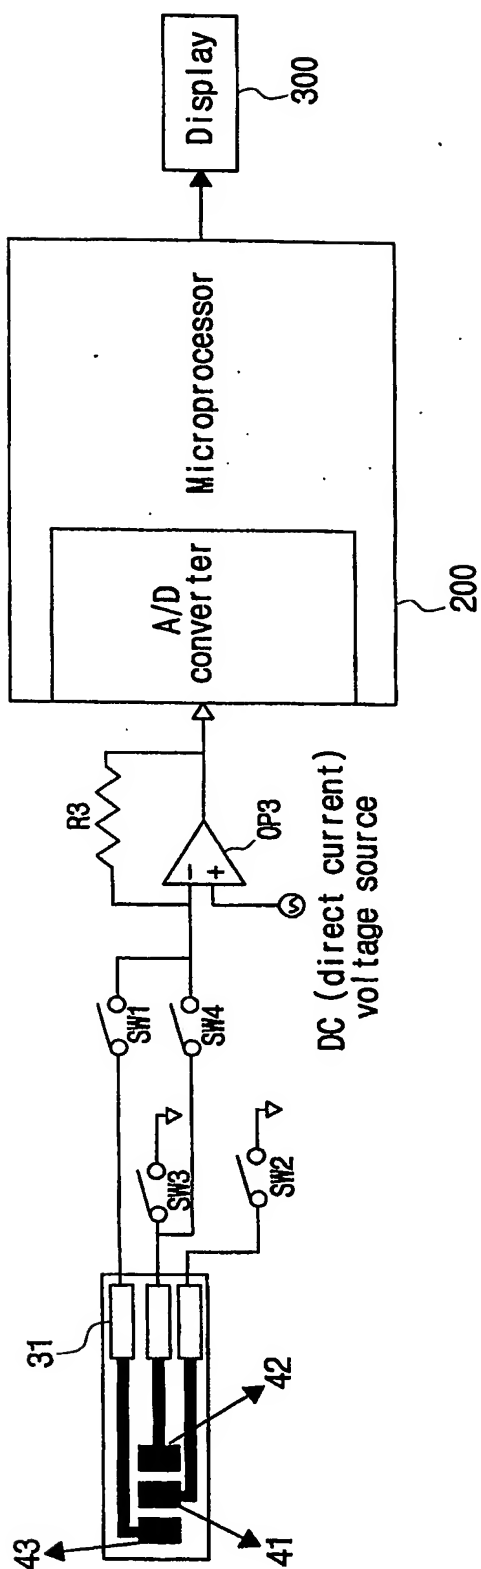 43
41
42
31
SW1
SW3
SW4
SW2
R3
OP3
DC (direct current)
voltage source
A/D
converter
Microprocessor
200
Display
300